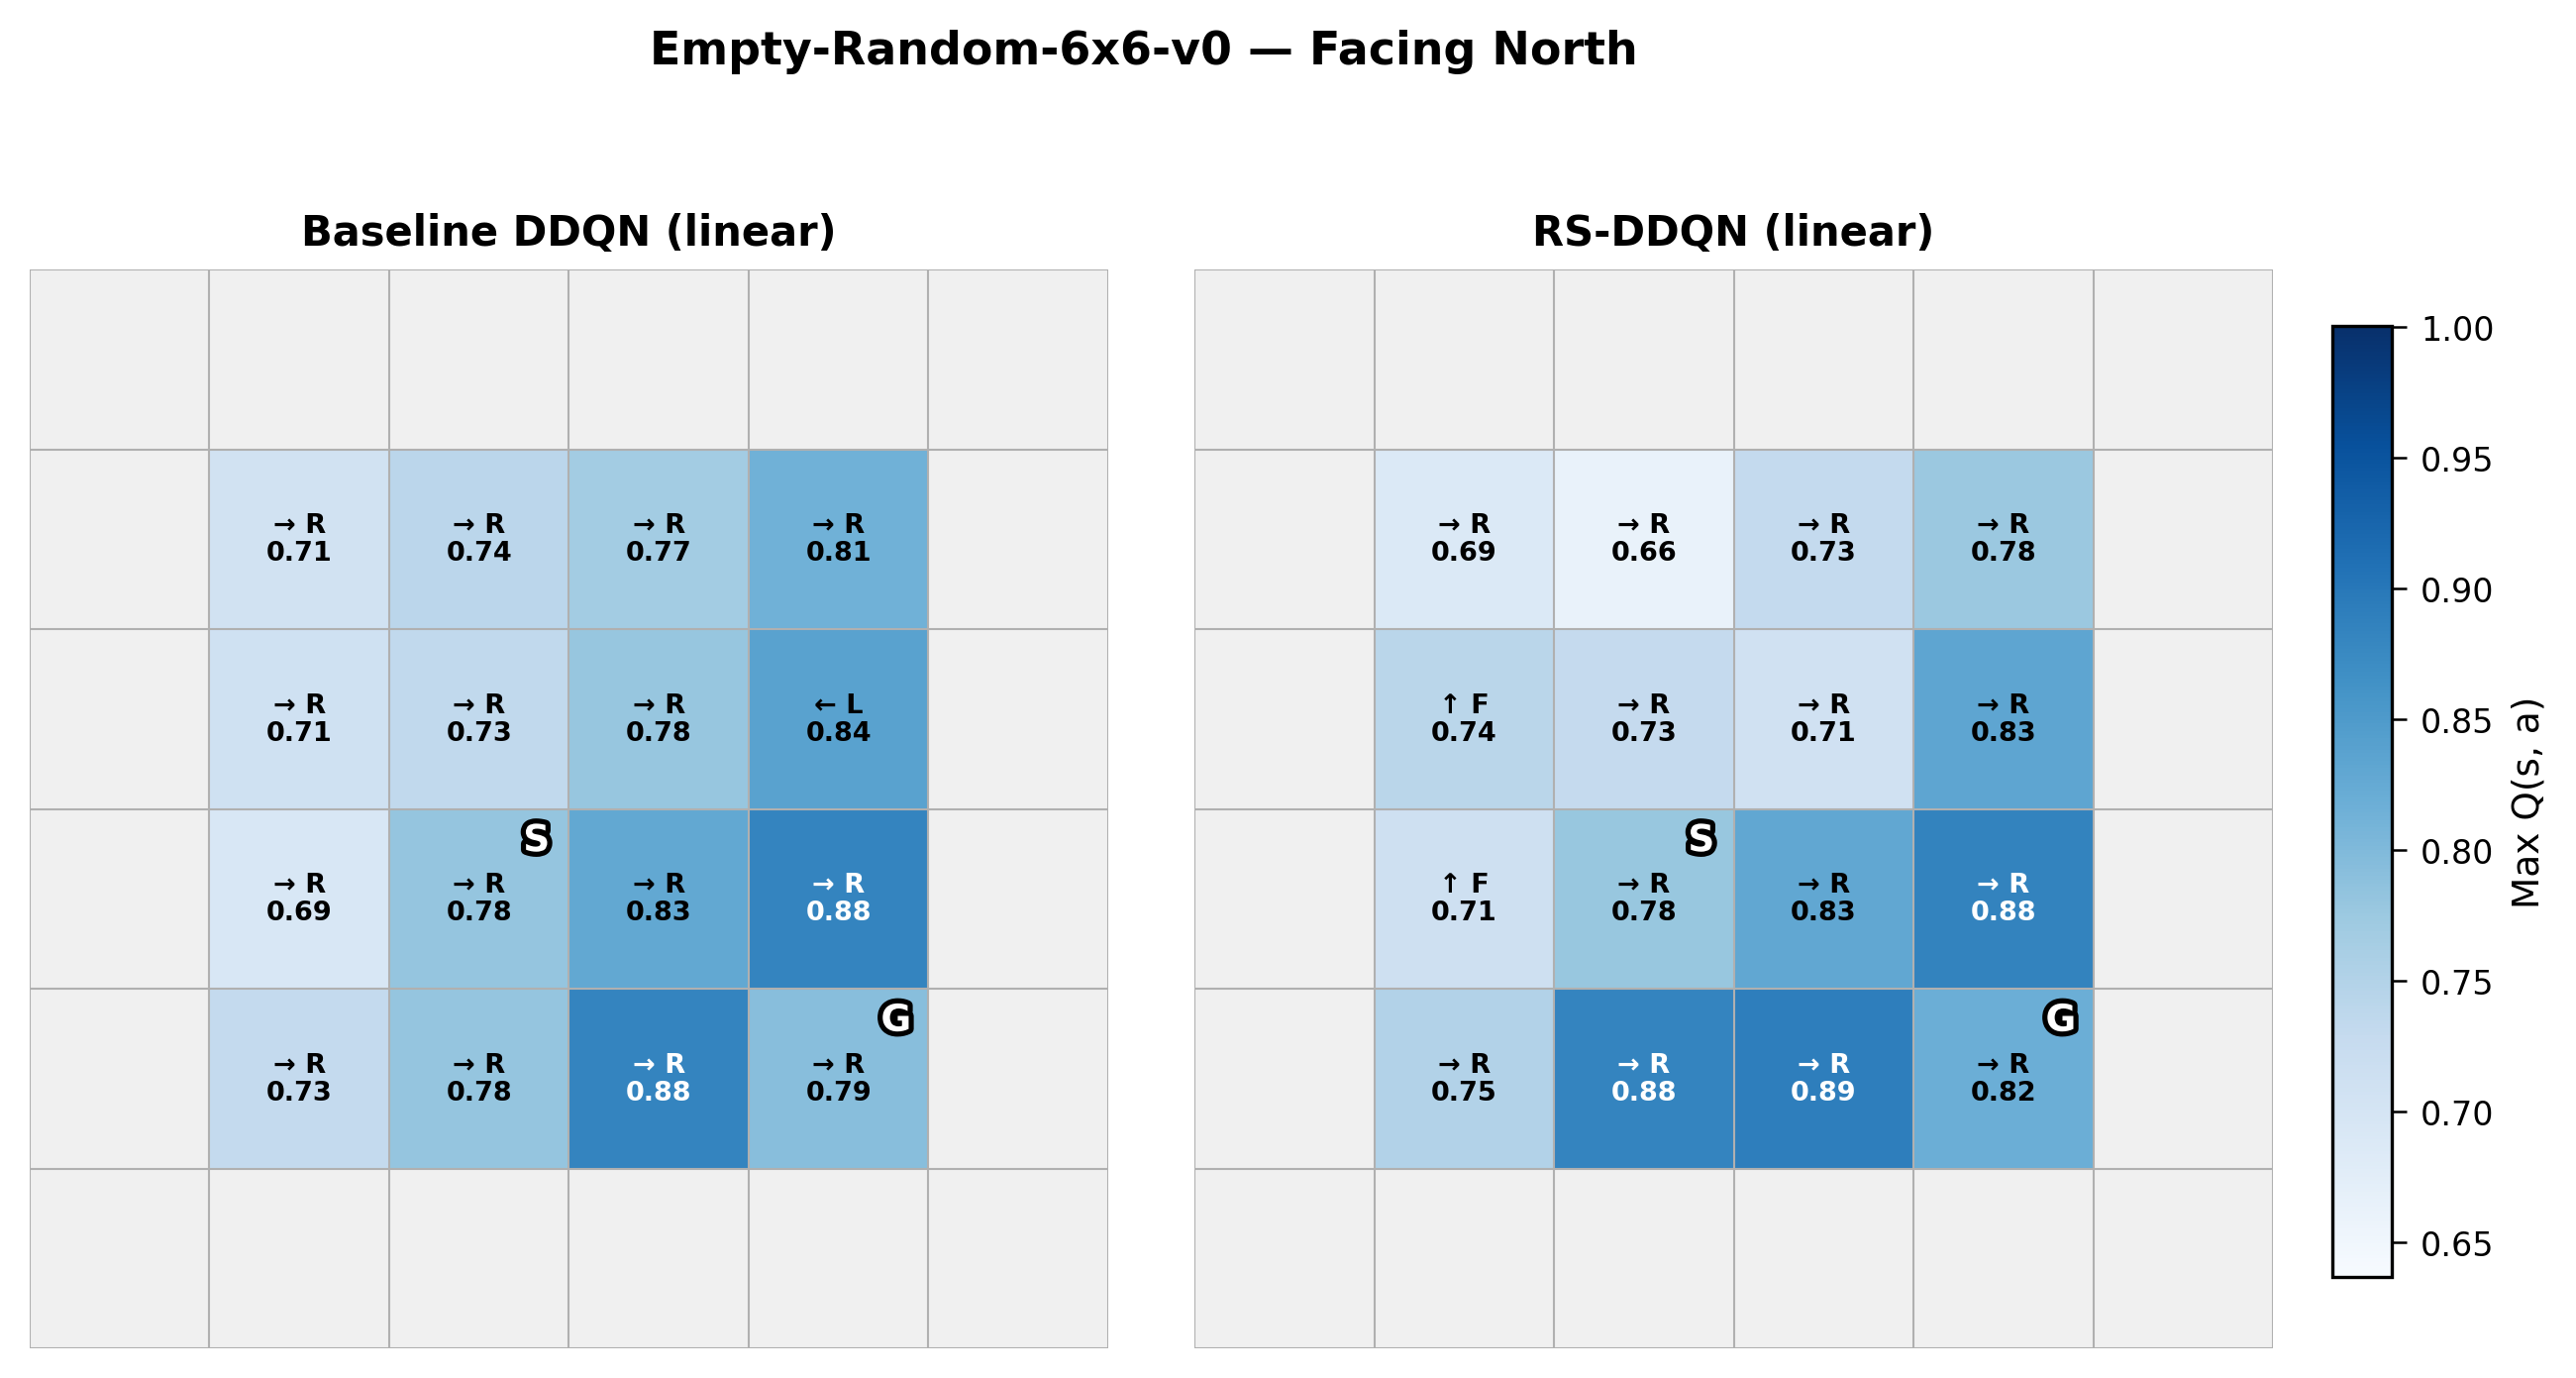 Empty-Random-6x6-v0 — Facing North
Baseline DDQN (linear)
→ R
0.71
→ R
0.74
→ R
0.77
→ R
0.81
→ R
0.71
→ R
0.73
→ R
0.78
← L
0.84
→ R
0.69
S
→ R
0.78
→ R
0.83
→ R
0.88
→ R
0.73
→ R
0.78
→ R
0.88
G
→ R
0.79
RS-DDQN (linear)
→ R
0.69
→ R
0.66
→ R
0.73
→ R
0.78
↑ F
0.74
→ R
0.73
→ R
0.71
→ R
0.83
↑ F
0.71
S
→ R
0.78
→ R
0.83
→ R
0.88
→ R
0.75
→ R
0.88
→ R
0.89
G
→ R
0.82
1.00
0.95
0.90
0.85
0.80
0.75
0.70
0.65
Max Q(s, a)